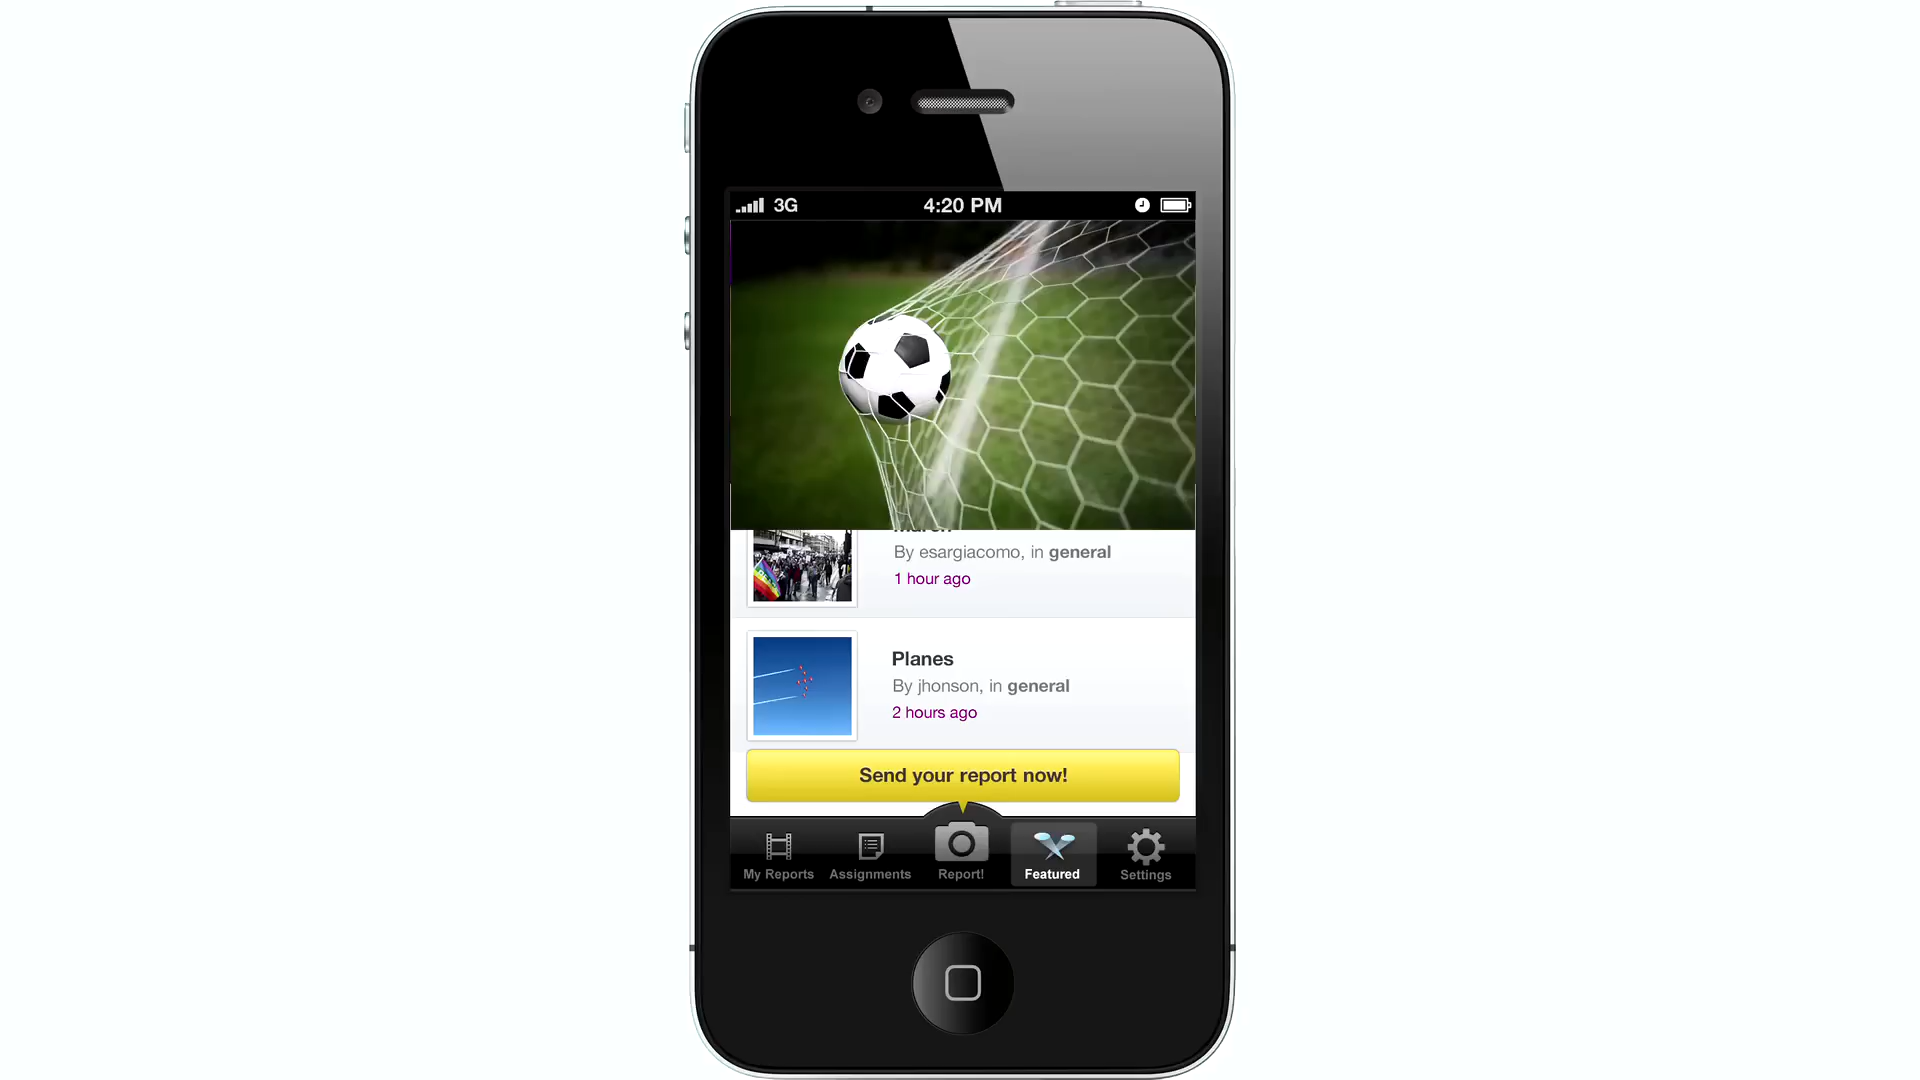 3G
4:20 PM
By esargiacomo, in general
1 hour ago
Planes
By jhonson, in general
2 hours ago
Send your report now!
My Reports
Assignments
Report!
Featured
Settings